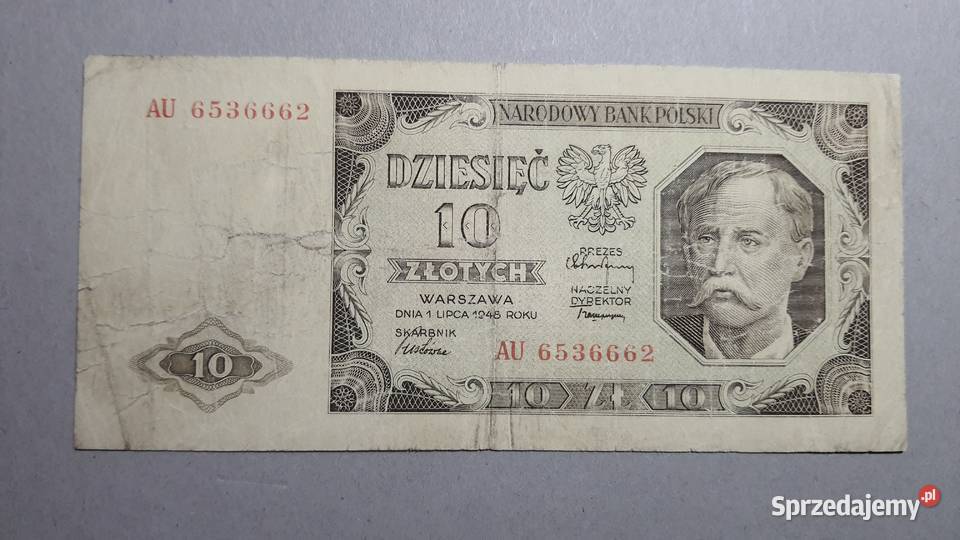 AU 6536662
NARODOWY BANK POLSKI
DZIESIĘĆ
10
ZŁOTYCH
PREZES
NACZELNY
DYREKTOR
WARSZAWA
DNIA 1 LIPCA 1948 ROKU
SKARBNIK
AU 6536662
10
10 Zł 10
Sprzedajemy.pl